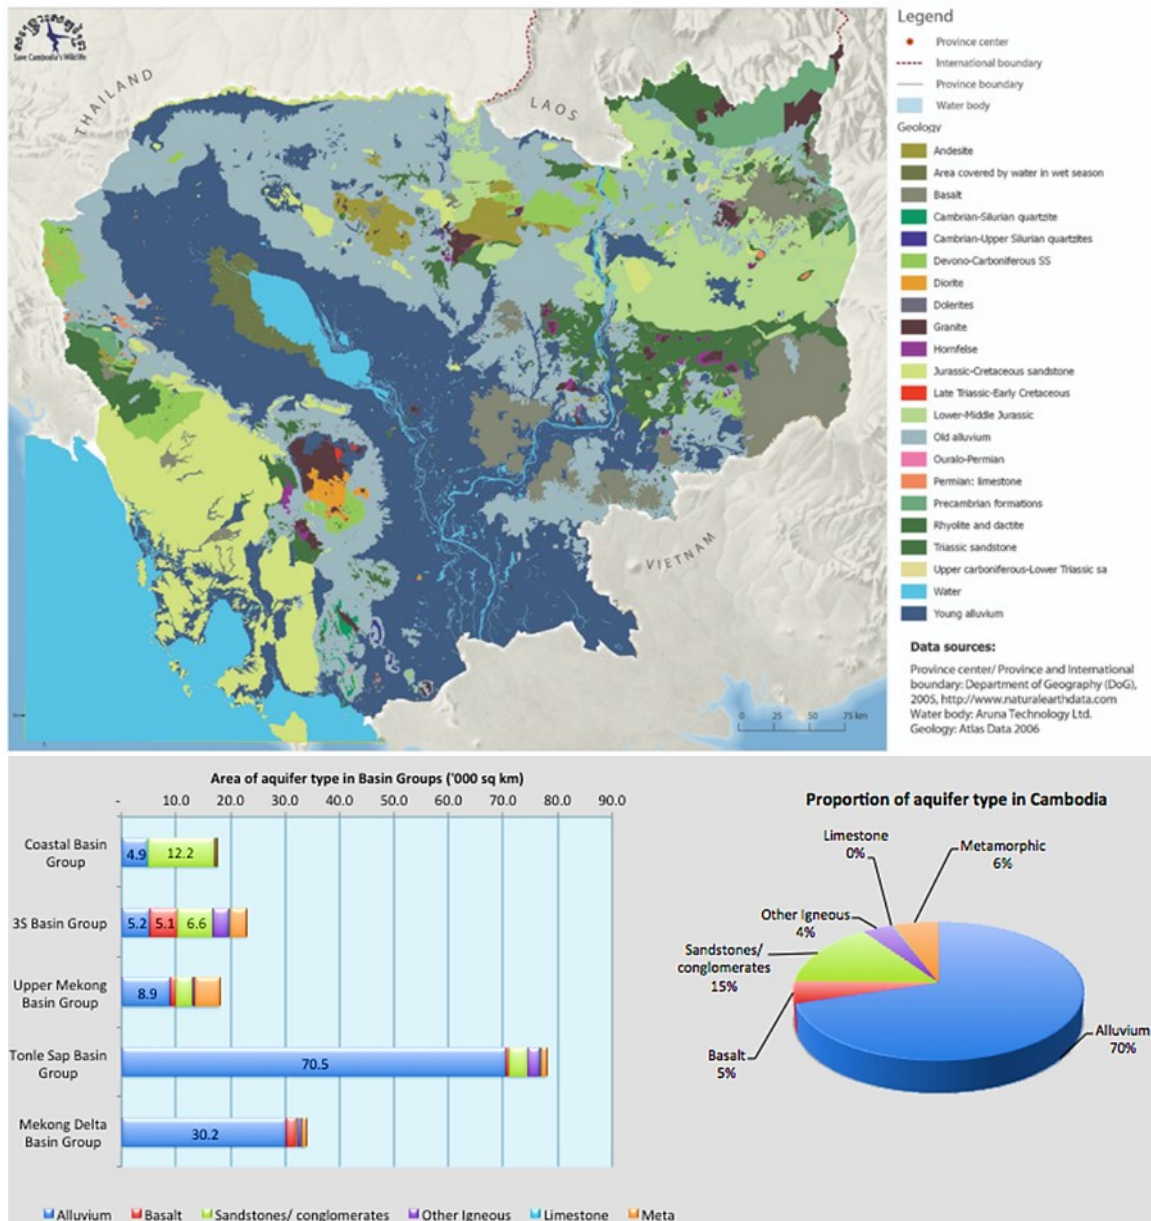 Save Cambodia's Wildlife
THAILAND
LAOS
VIETNAM
0 25 50 75 km
Legend
Province center
International boundary
Province boundary
Water body
Geology
Andesite
Area covered by water in wet season
Basalt
Cambrian-Silurian quartzite
Cambrian-Upper Silurian quartzites
Devono-Carboniferous SS
Diorite
Dolerites
Granite
Hornfelse
Jurassic-Cretaceous sandstone
Late Triassic-Early Cretaceous
Lower-Middle Jurassic
Old alluvium
Ouralo-Permian
Permian: limestone
Precambrian formations
Rhyolite and dactite
Triassic sandstone
Upper carboniferous-Lower Triassic sa
Water
Young alluvium
Data sources:
Province center/ Province and International
boundary: Department of Geography (DoG),
2005, http://www.naturalearthdata.com
Water body: Aruna Technology Ltd.
Geology: Atlas Data 2006
Area of aquifer type in Basin Groups ('000 sq km)
- 10.0 20.0 30.0 40.0 50.0 60.0 70.0 80.0 90.0
Coastal Basin
Group
4.9 12.2
3S Basin Group
5.2 5.1 6.6
Upper Mekong
Basin Group
8.9
Tonle Sap Basin
Group
70.5
Mekong Delta
Basin Group
30.2
Alluvium Basalt Sandstones/ conglomerates Other Igneous Limestone Meta
Proportion of aquifer type in Cambodia
Limestone
0%
Metamorphic
6%
Other Igneous
4%
Sandstones/
conglomerates
15%
Basalt
5%
Alluvium
70%